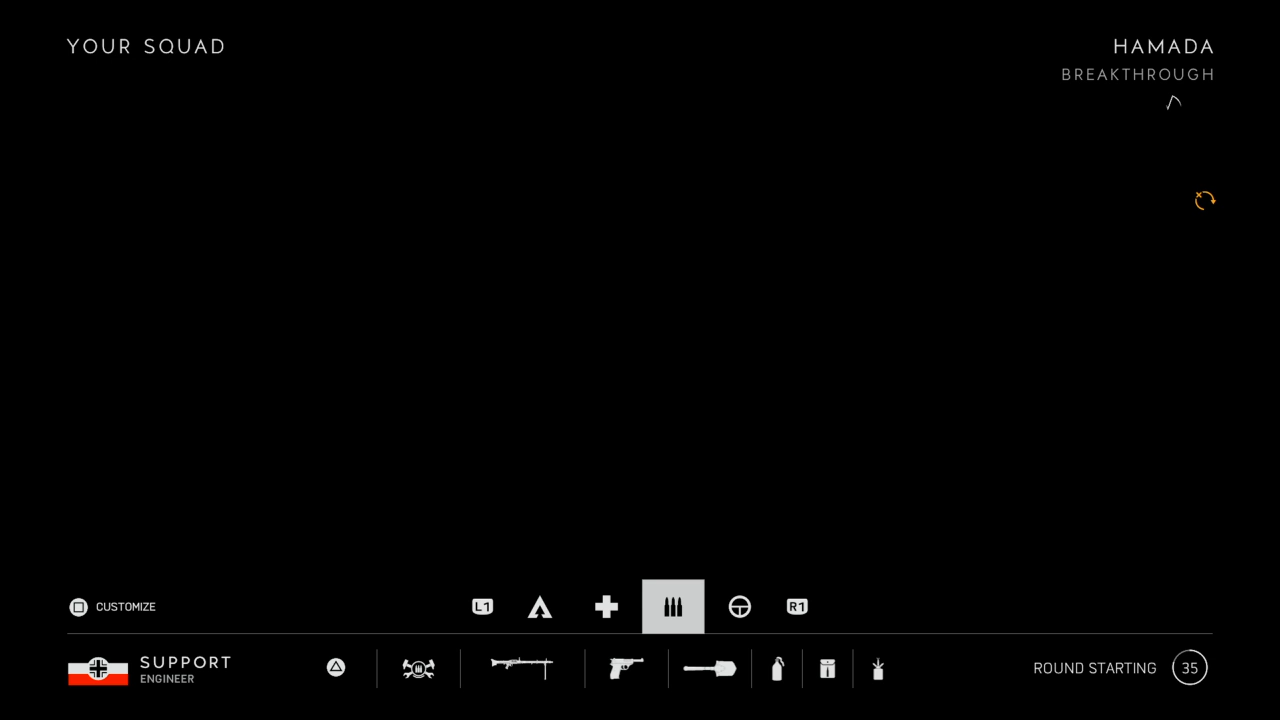 YOUR SQUAD
HAMADA
BREAKTHROUGH
CUSTOMIZE
L1
R1
SUPPORT
ENGINEER
ROUND STARTING 35